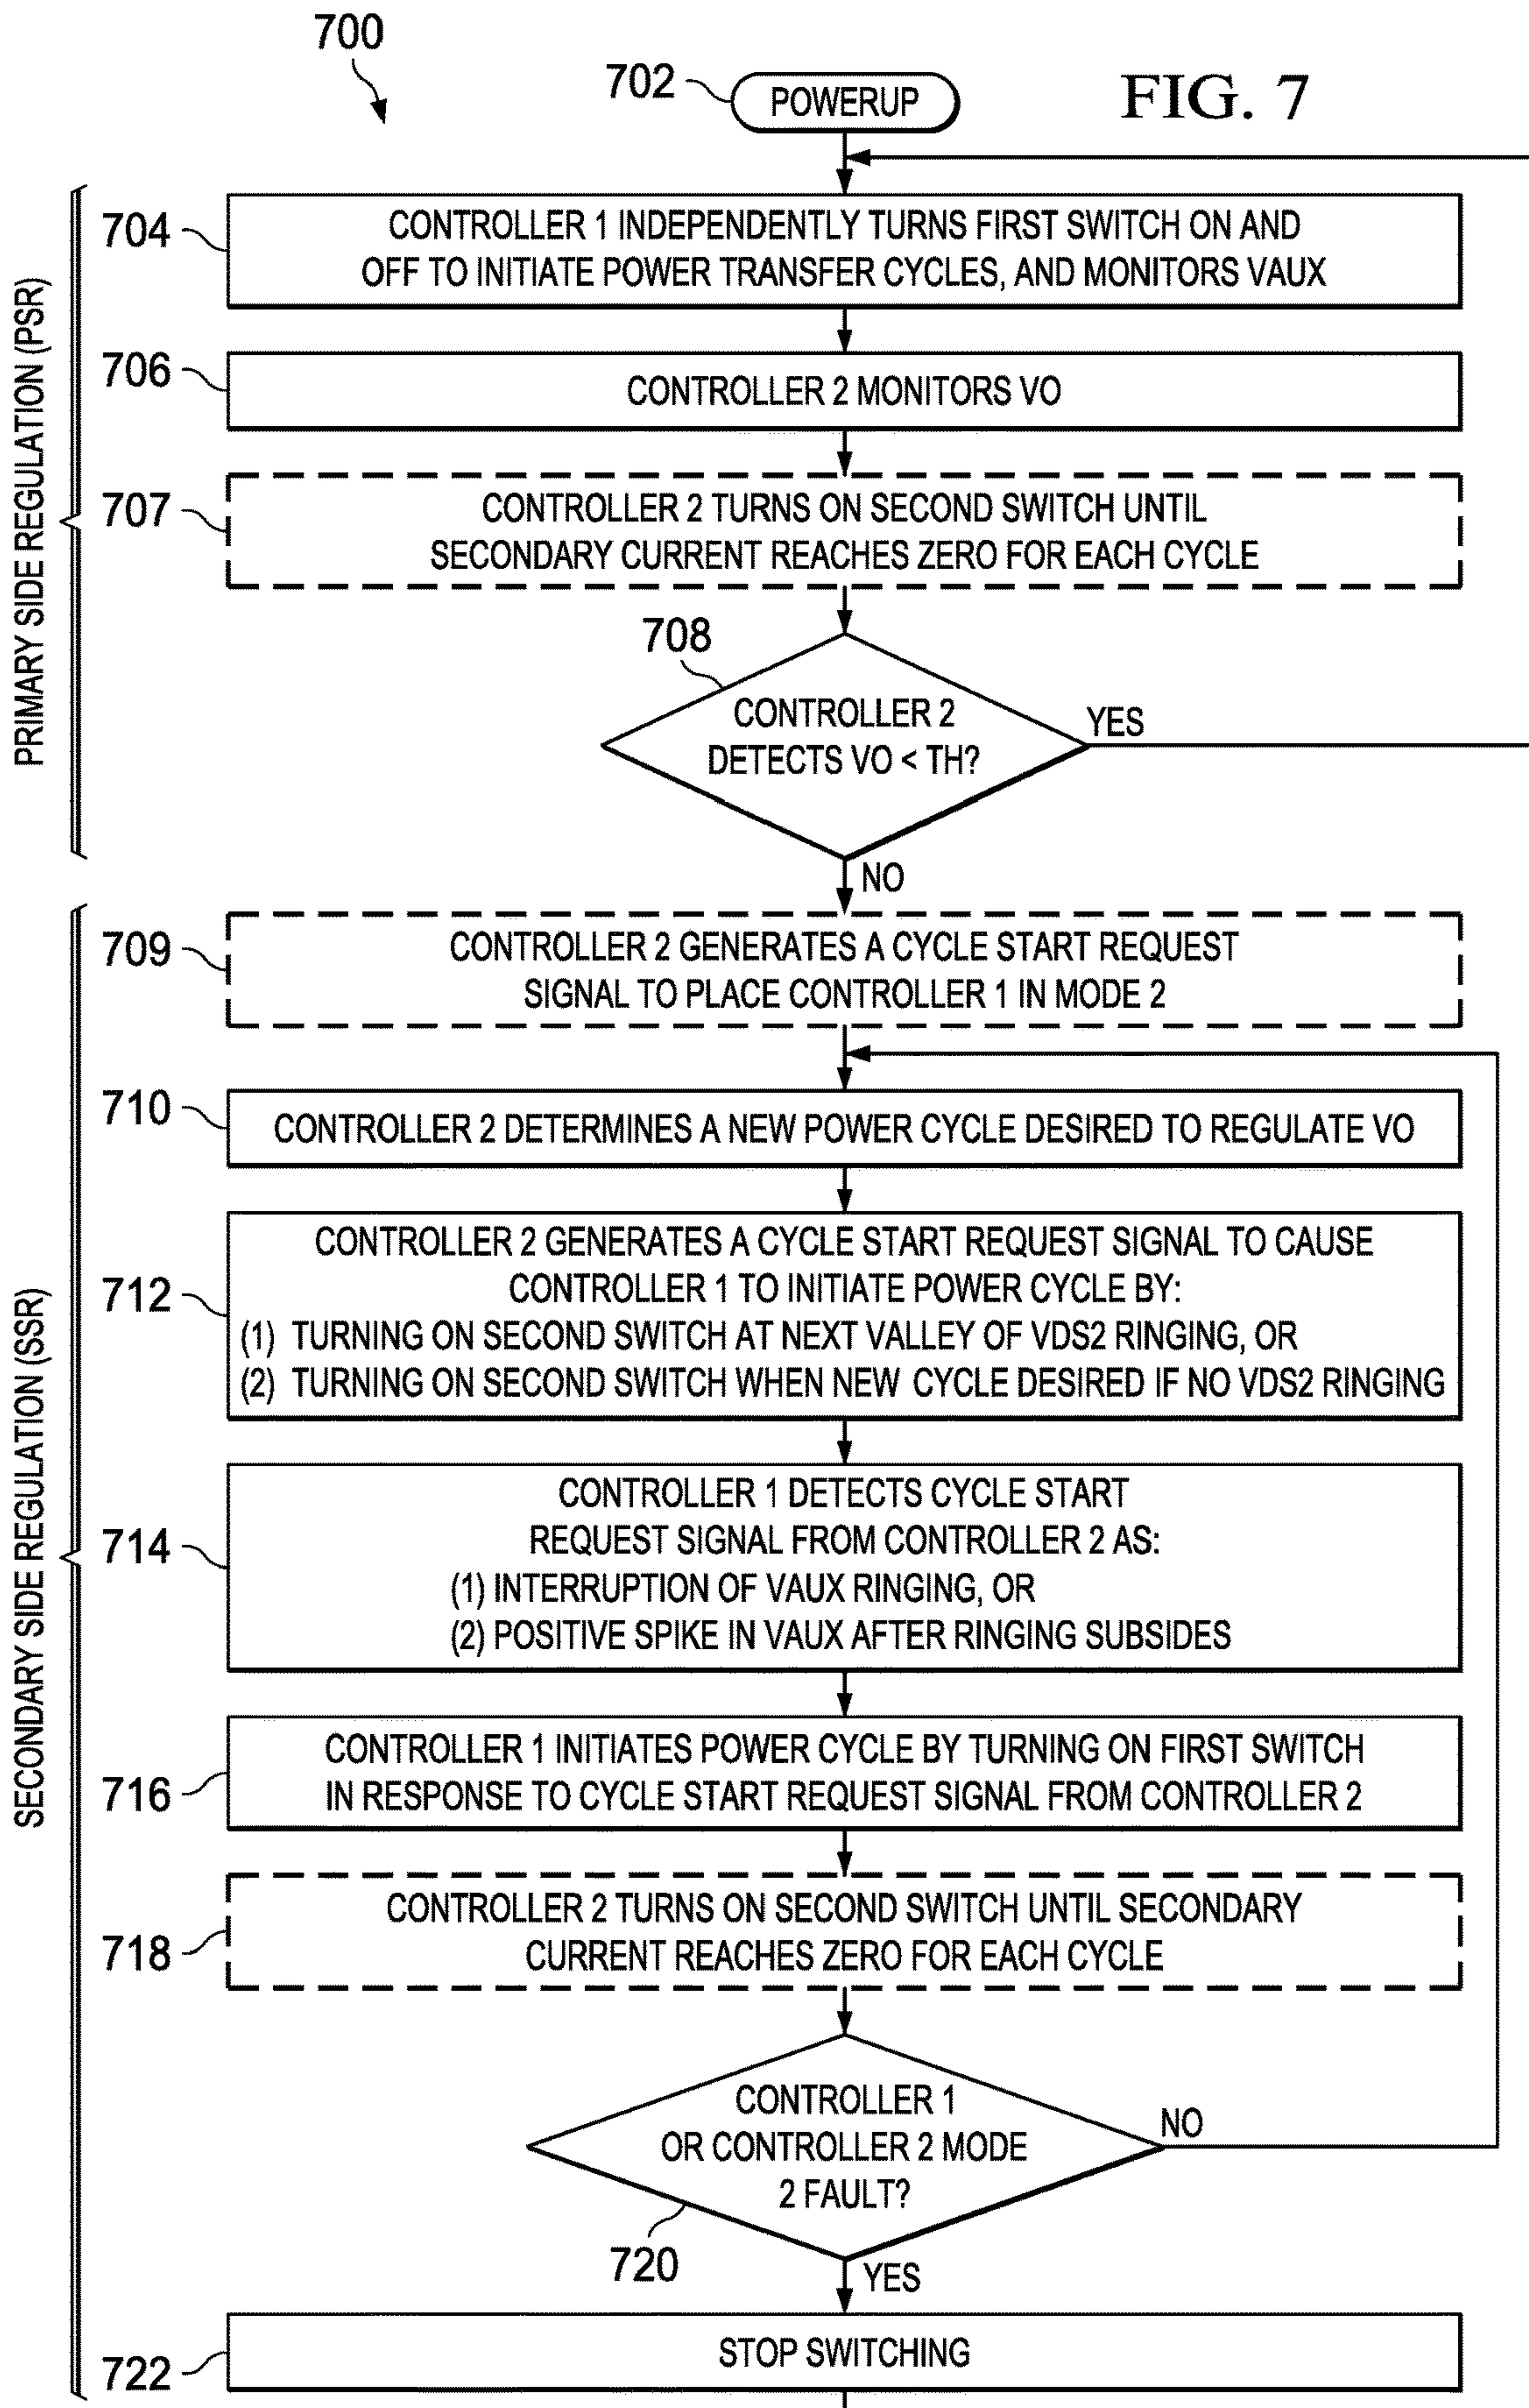 700
702
POWERUP
FIG. 7
PRIMARY SIDE REGULATION (PSR)
704
CONTROLLER 1 INDEPENDENTLY TURNS FIRST SWITCH ON AND
OFF TO INITIATE POWER TRANSFER CYCLES, AND MONITORS VAUX
706
CONTROLLER 2 MONITORS VO
707
CONTROLLER 2 TURNS ON SECOND SWITCH UNTIL
SECONDARY CURRENT REACHES ZERO FOR EACH CYCLE
708
CONTROLLER 2
DETECTS VO < TH?
YES
NO
SECONDARY SIDE REGULATION (SSR)
709
CONTROLLER 2 GENERATES A CYCLE START REQUEST
SIGNAL TO PLACE CONTROLLER 1 IN MODE 2
710
CONTROLLER 2 DETERMINES A NEW POWER CYCLE DESIRED TO REGULATE VO
712
CONTROLLER 2 GENERATES A CYCLE START REQUEST SIGNAL TO CAUSE
CONTROLLER 1 TO INITIATE POWER CYCLE BY:
(1) TURNING ON SECOND SWITCH AT NEXT VALLEY OF VDS2 RINGING, OR
(2) TURNING ON SECOND SWITCH WHEN NEW CYCLE DESIRED IF NO VDS2 RINGING
714
CONTROLLER 1 DETECTS CYCLE START
REQUEST SIGNAL FROM CONTROLLER 2 AS:
(1) INTERRUPTION OF VAUX RINGING, OR
(2) POSITIVE SPIKE IN VAUX AFTER RINGING SUBSIDES
716
CONTROLLER 1 INITIATES POWER CYCLE BY TURNING ON FIRST SWITCH
IN RESPONSE TO CYCLE START REQUEST SIGNAL FROM CONTROLLER 2
718
CONTROLLER 2 TURNS ON SECOND SWITCH UNTIL SECONDARY
CURRENT REACHES ZERO FOR EACH CYCLE
CONTROLLER 1
OR CONTROLLER 2 MODE
2 FAULT?
NO
720
YES
722
STOP SWITCHING